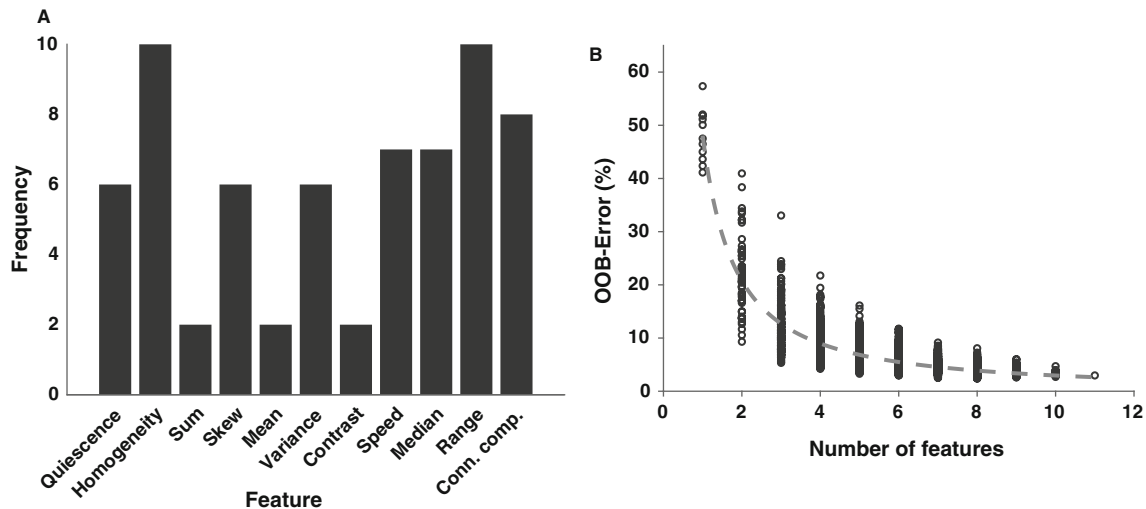 A
10
8
6
4
2
0
Frequency
Quiescence
Homogeneity
Sum
Skew
Mean
Variance
Contrast
Speed
Median
Range
Conn. comp.
Feature
B
60
50
40
30
20
10
0
OOB-Error (%)
0 2 4 6 8 10 12
Number of features